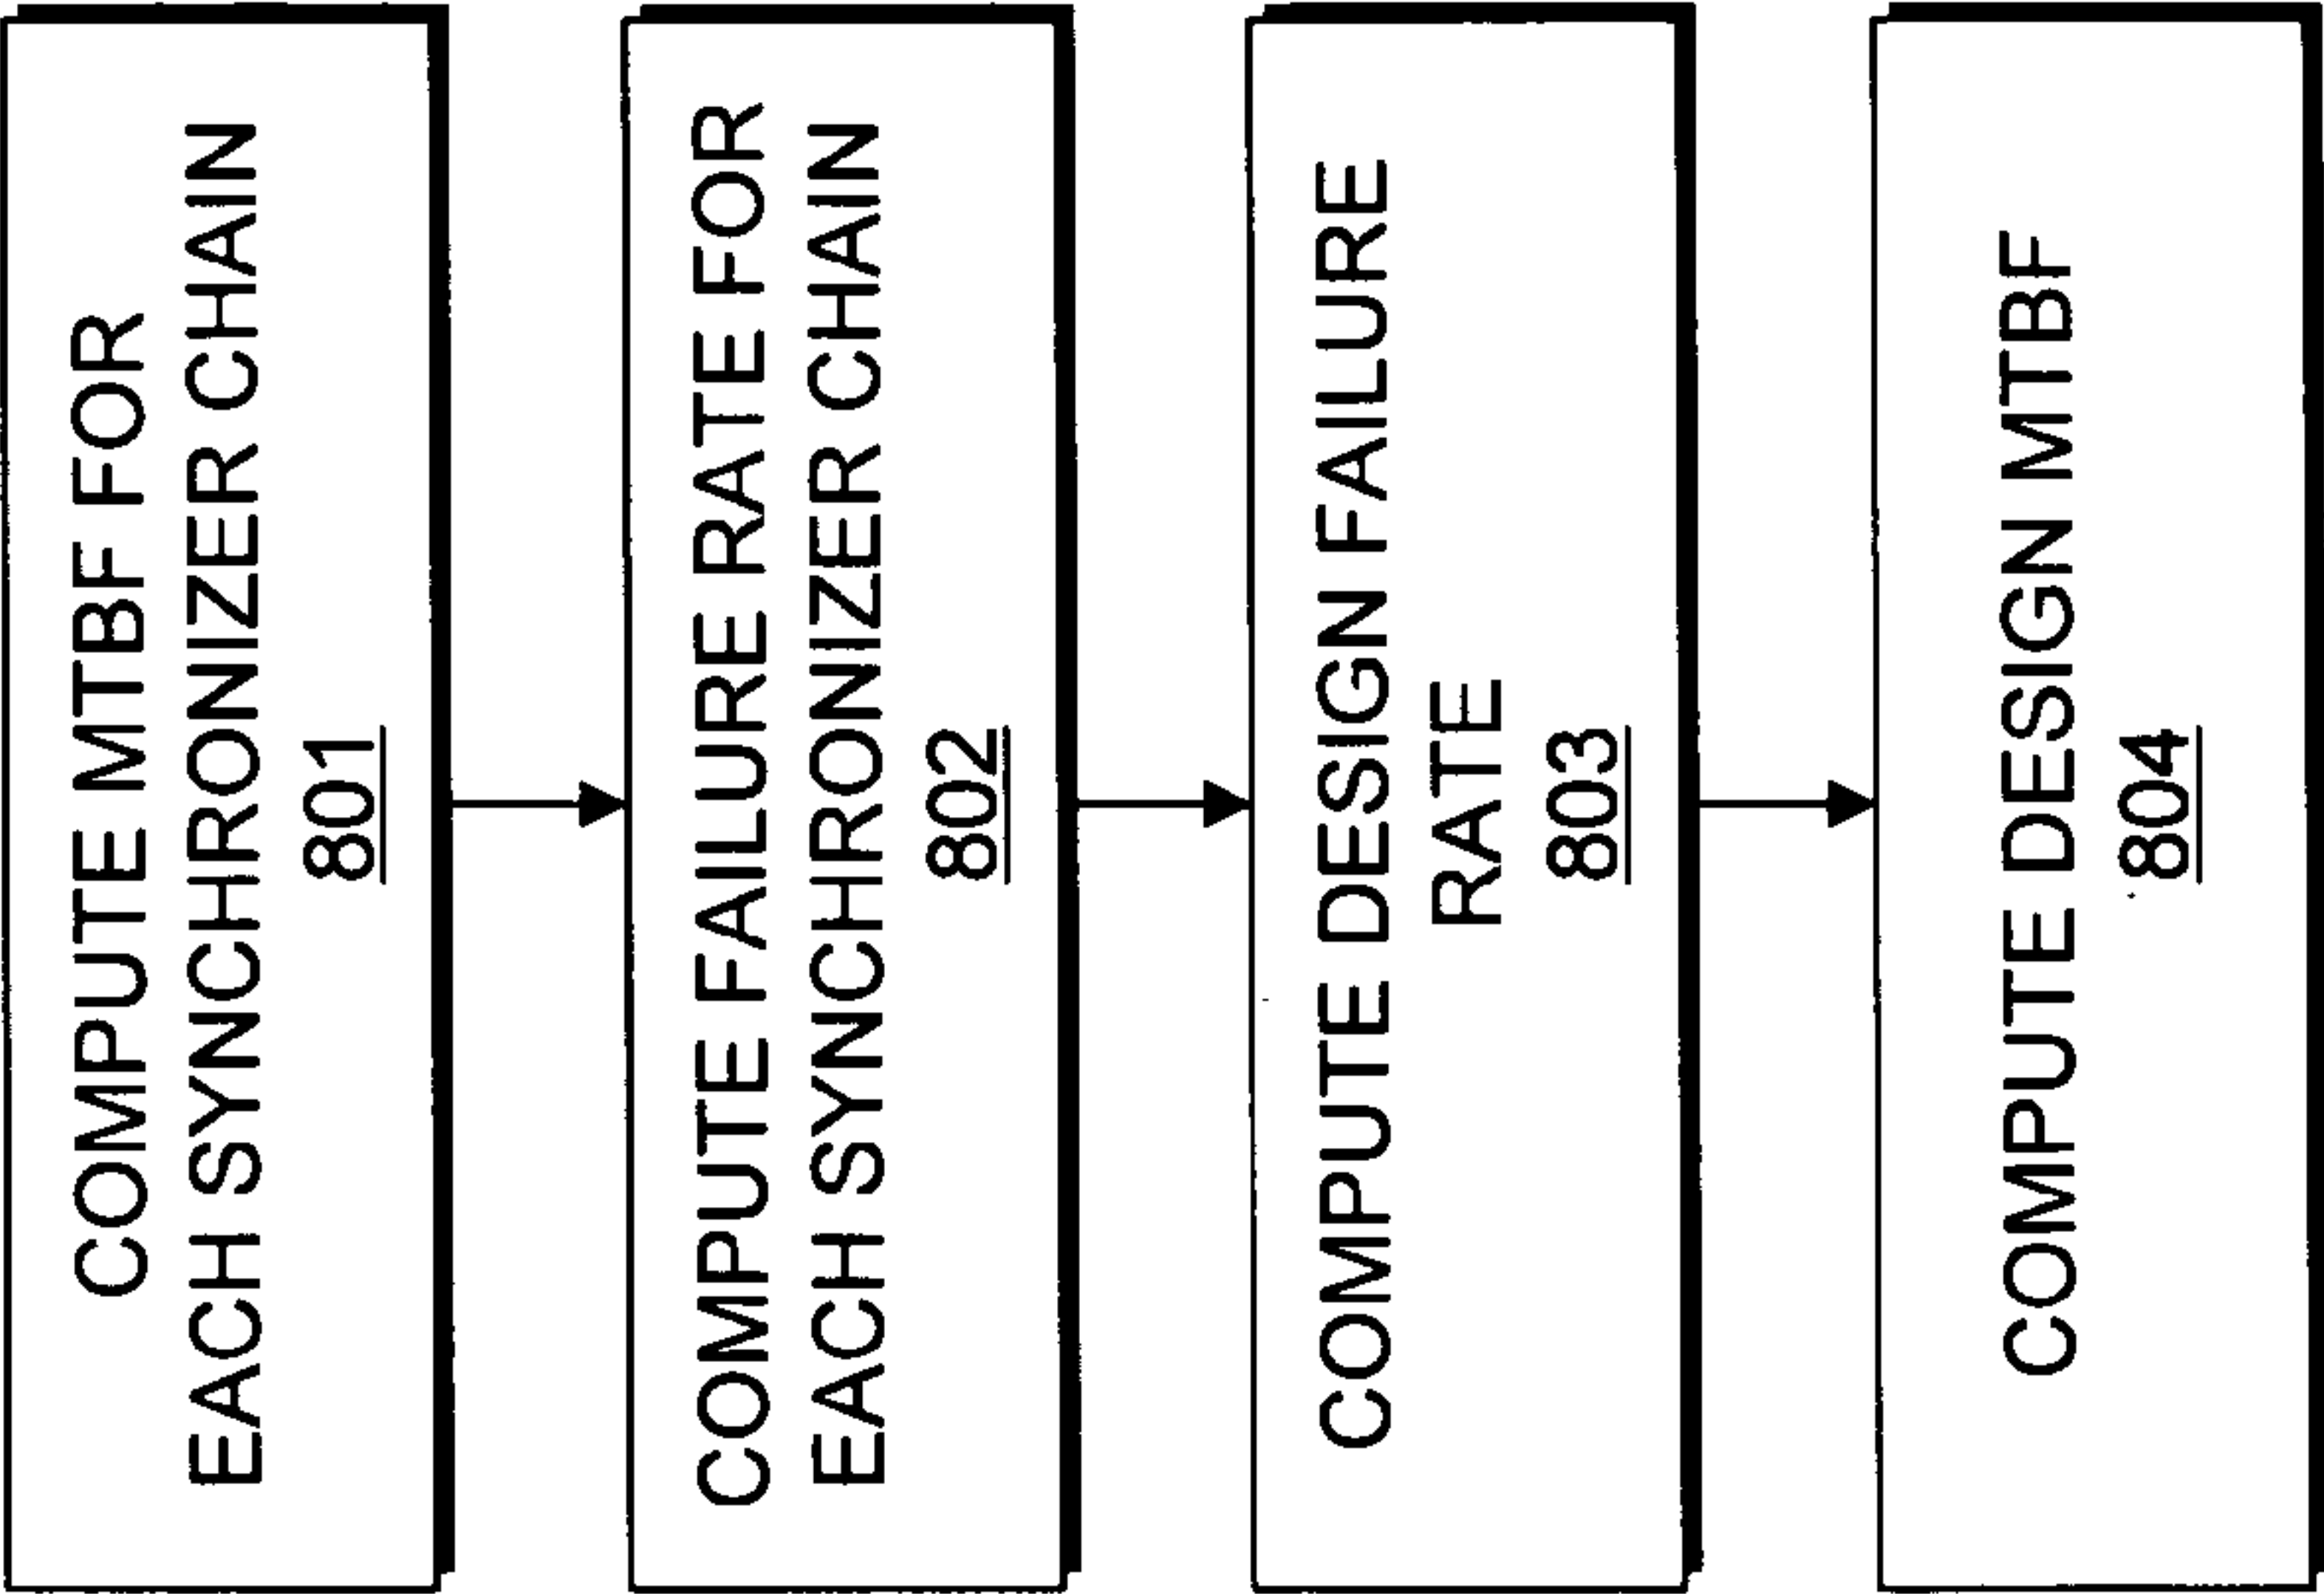 COMPUTE MTBF FOR
EACH SYNCHRONIZER CHAIN
801
COMPUTE FAILURE RATE FOR
EACH SYNCHRONIZER CHAIN
802
COMPUTE DESIGN FAILURE
RATE
803
COMPUTE DESIGN MTBF
804